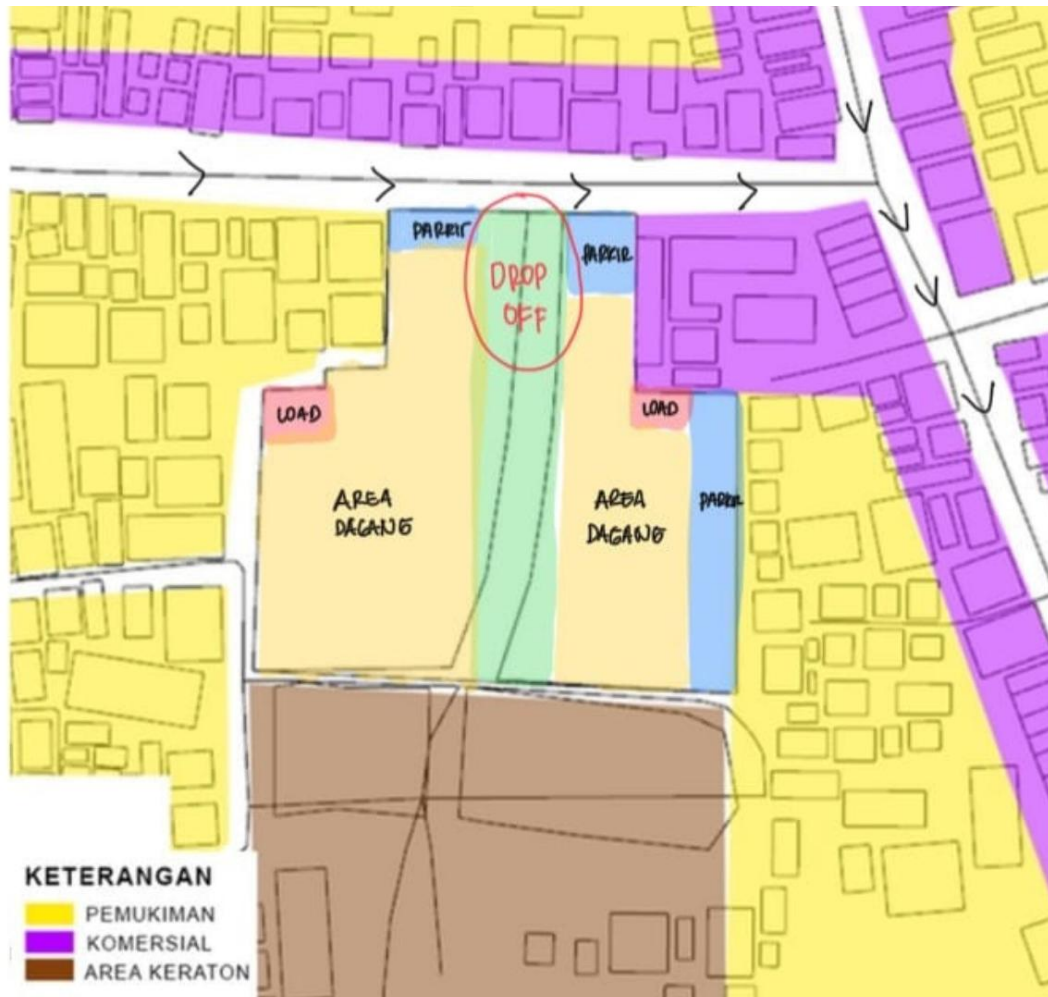 PARKIR
PARKIR
DROP
OFF
LOAD
LOAD
AREA
DAGANG
AREA
DAGANG
PARKIR
KETERANGAN
PEMUKIMAN
KOMERSIAL
AREA KERATON